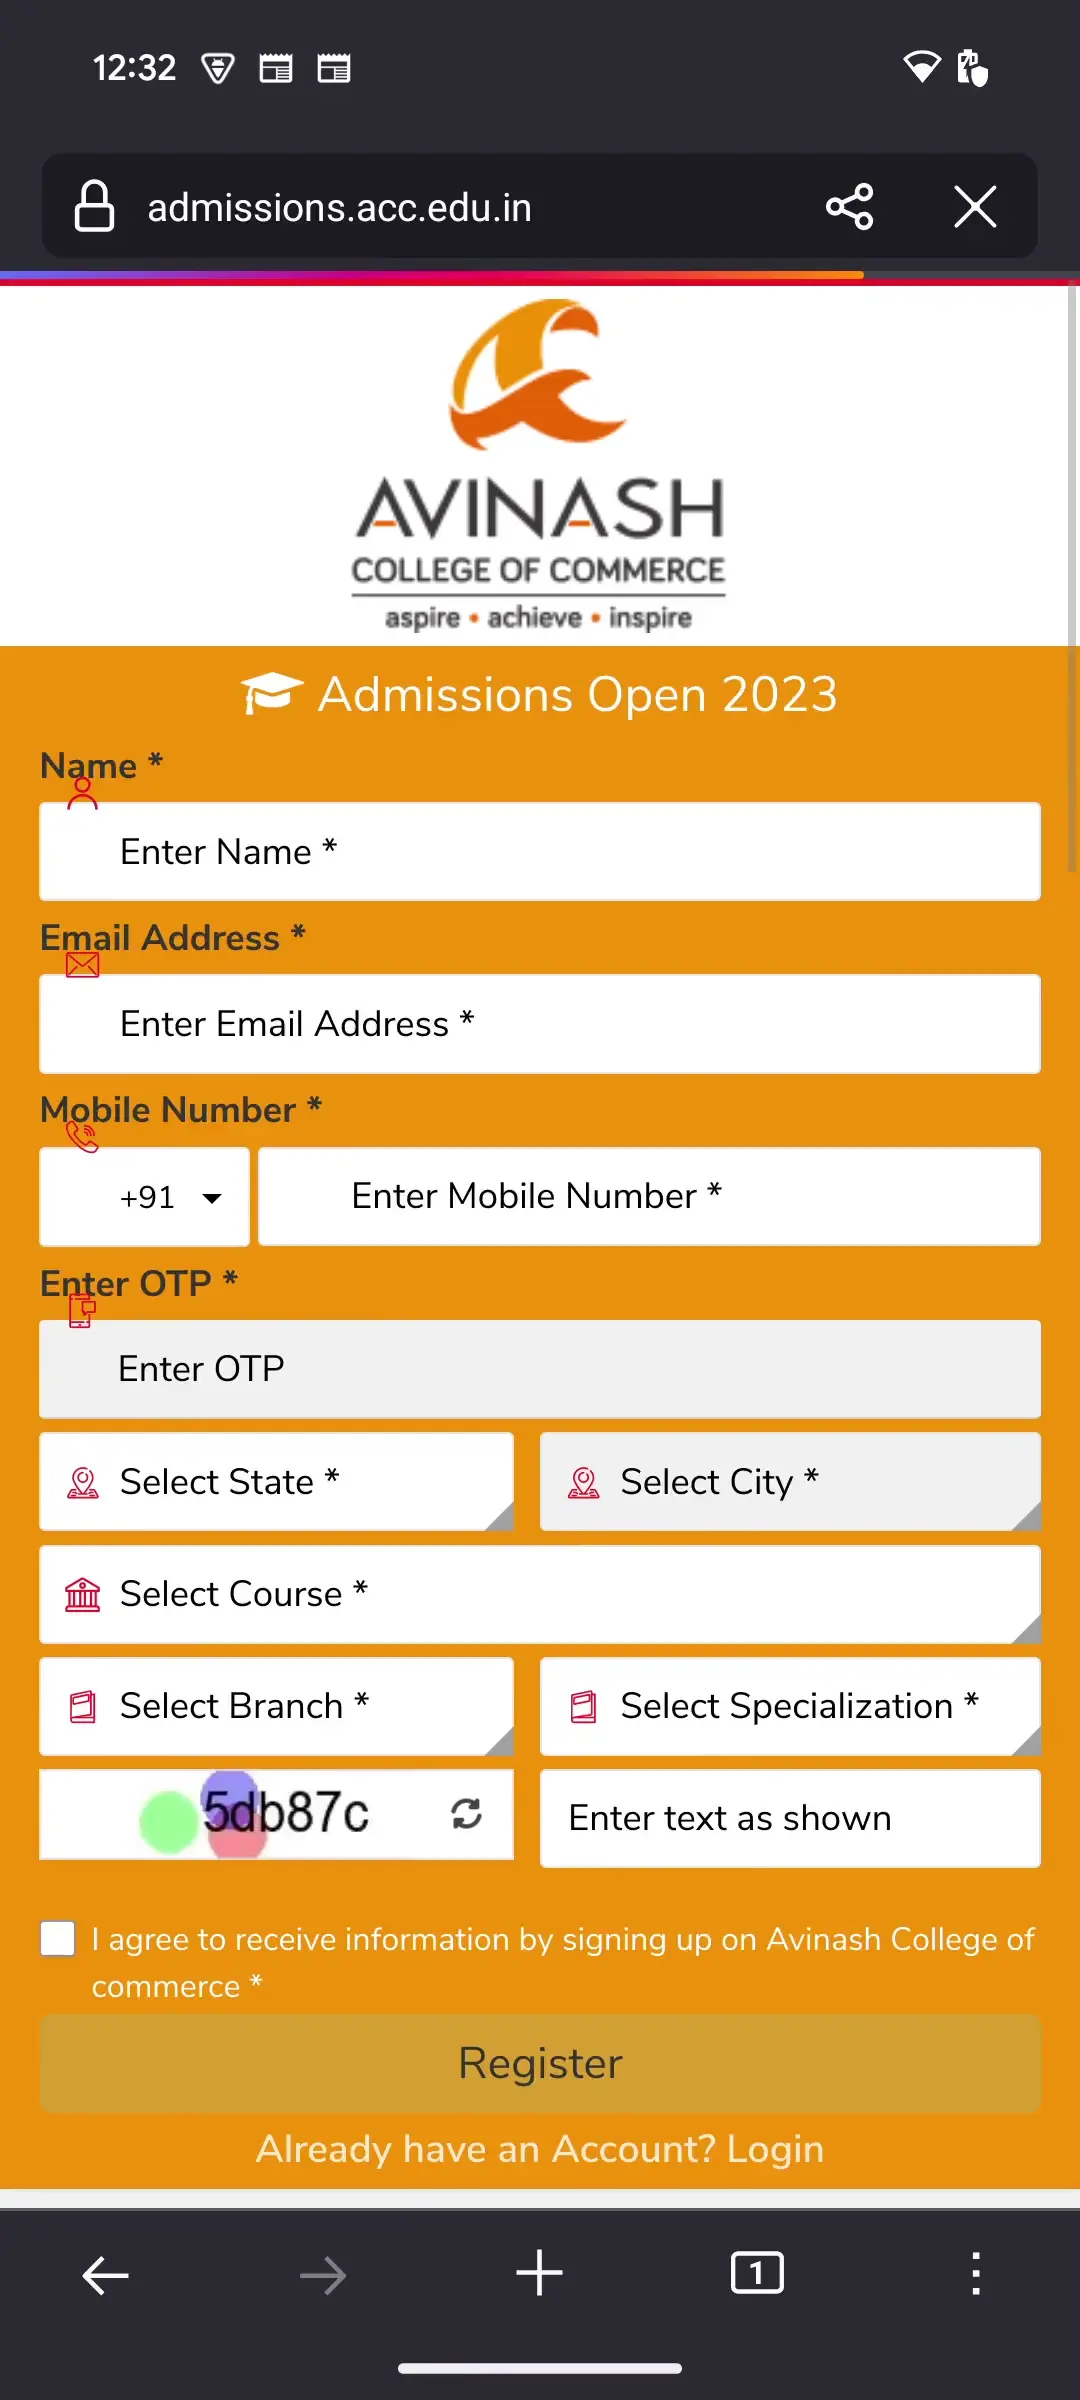 12:32
admissions.acc.edu.in
AVINASH
COLLEGE OF COMMERCE
aspire • achieve • inspire
Admissions Open 2023
Name *
Enter Name *
Email Address *
Enter Email Address *
Mobile Number *
+91 Enter Mobile Number *
Enter OTP *
Enter OTP
Select State * Select City *
Select Course *
Select Branch * Select Specialization *
5db87c Enter text as shown
I agree to receive information by signing up on Avinash College of
commerce *
Register
Already have an Account? Login
1